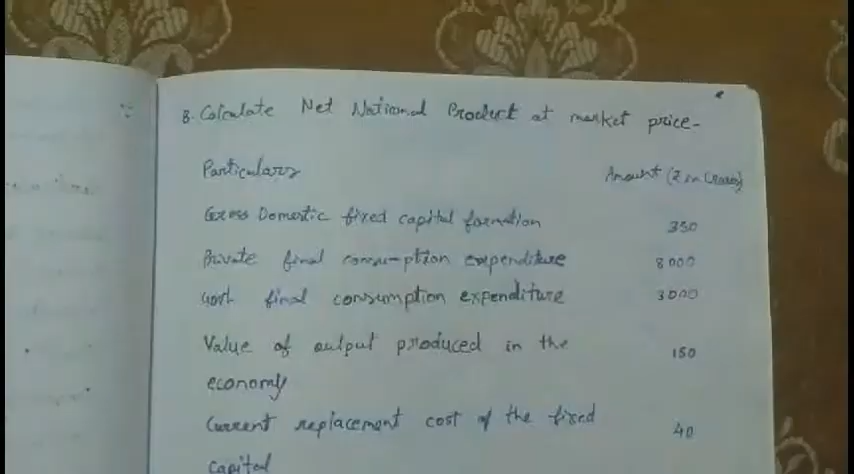 8. Calculate Net National Product at market price-
Particulars Amount (₹ in Crores)
Gross Domestic fixed capital formation 350
Private final consumption expenditure 8000
Govt final consumption expenditure 3000
Value of output produced in the 150
economy
Current replacement cost of the fixed 40
capital